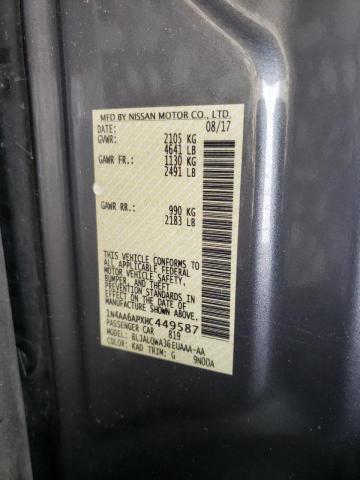 MFD BY NISSAN MOTOR CO., LTD.
DATE: 08/17
GVWR: 2105 KG
4641 LB
GAWR FR.: 1130 KG
2491 LB
GAWR RR.: 990 KG
2183 LB
THIS VEHICLE CONFORMS TO
ALL APPLICABLE FEDERAL
MOTOR VEHICLE SAFETY,
BUMPER, AND THEFT
PREVENTION STANDARDS IN
EFFECT ON THE DATE OF
MANUFACTURE SHOWN ABOVE.
1N4AA6APXHC449587
PASSENGER CAR 819
MODEL: BLJALQWA36EUAAA-AA
COLOR: KAD TRIM: G 9N00A